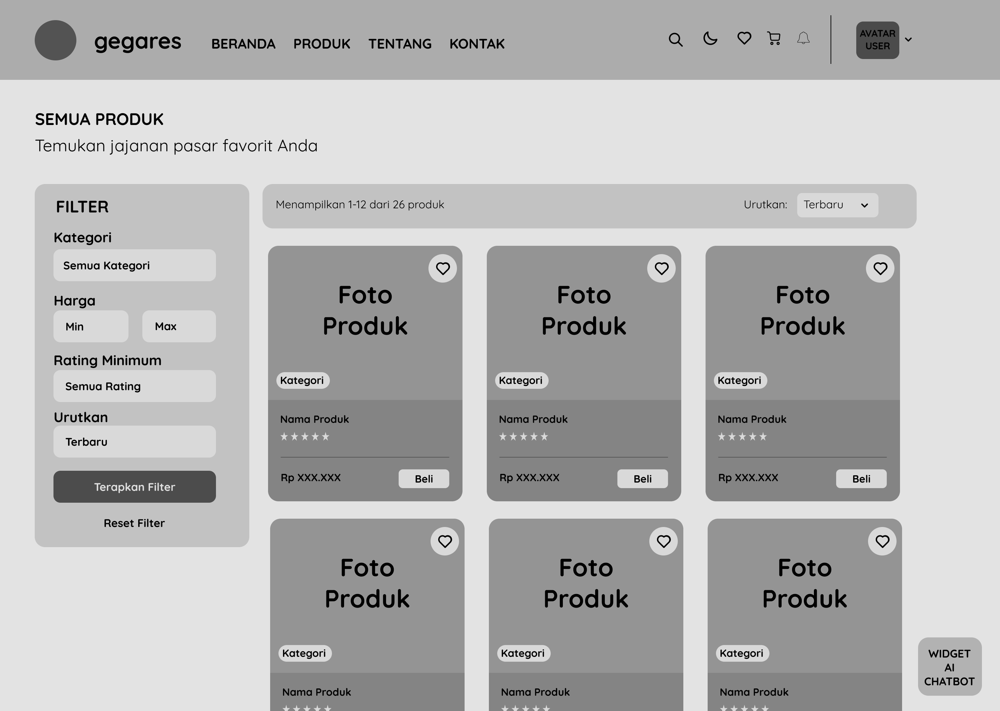 gegares
BERANDA
PRODUK
TENTANG
KONTAK
AVATAR
USER
SEMUA PRODUK
Temukan jajanan pasar favorit Anda
FILTER
Kategori
Semua Kategori
Harga
Min
Max
Rating Minimum
Semua Rating
Urutkan
Terbaru
Terapkan Filter
Reset Filter
Menampilkan 1-12 dari 26 produk
Urutkan:
Terbaru
Foto
Produk
Kategori
Nama Produk
Rp XXX.XXX
Beli
Foto
Produk
Kategori
Nama Produk
Rp XXX.XXX
Beli
Foto
Produk
Kategori
Nama Produk
Rp XXX.XXX
Beli
Foto
Produk
Kategori
Nama Produk
Foto
Produk
Kategori
Nama Produk
Foto
Produk
Kategori
Nama Produk
WIDGET
AI
CHATBOT